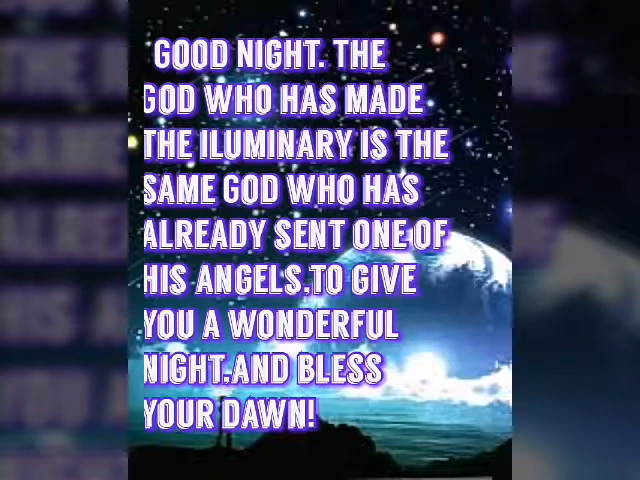 GOOD NIGHT. THE
GOD WHO HAS MADE
THE ILUMINARY IS THE
SAME GOD WHO HAS
ALREADY SENT ONE OF
HIS ANGELS,TO GIVE
YOU A WONDERFUL
NIGHT,AND BLESS
YOUR DAWN!